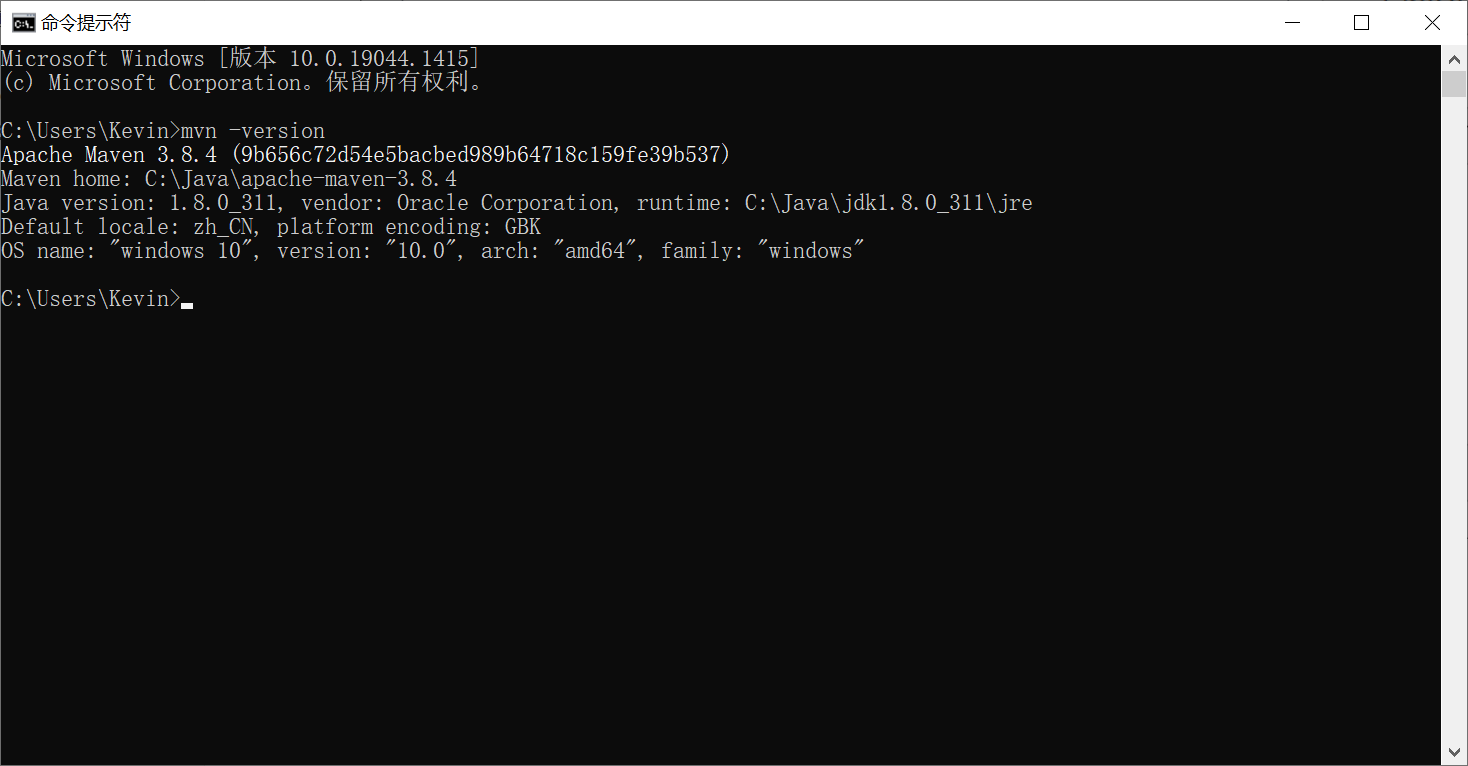 命令提示符
Microsoft Windows [版本 10.0.19044.1415]
(c) Microsoft Corporation。保留所有权利。
C:\Users\Kevin>mvn -version
Apache Maven 3.8.4 (9b656c72d54e5bacbed989b64718c159fe39b537)
Maven home: C:\Java\apache-maven-3.8.4
Java version: 1.8.0_311, vendor: Oracle Corporation, runtime: C:\Java\jdk1.8.0_311\jre
Default locale: zh_CN, platform encoding: GBK
OS name: "windows 10", version: "10.0", arch: "amd64", family: "windows"
C:\Users\Kevin>